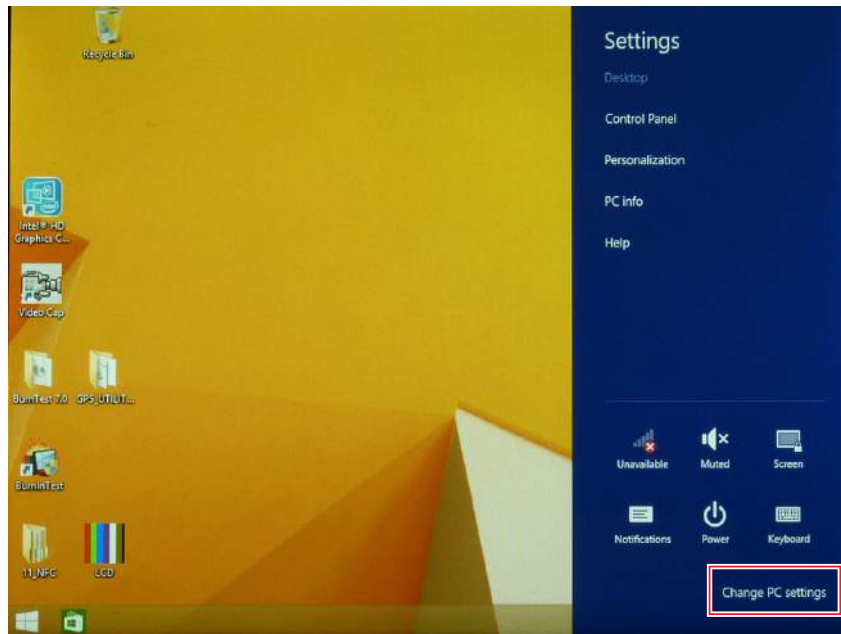 Recycle Bin
Intel® HD
Graphics C...
Video Cap
BurnTest 7.0
GPS_UTILIT...
BurninTest
11_NFC
LCD
Settings
Desktop
Control Panel
Personalization
PC info
Help
Unavailable
Muted
Screen
Notifications
Power
Keyboard
Change PC settings